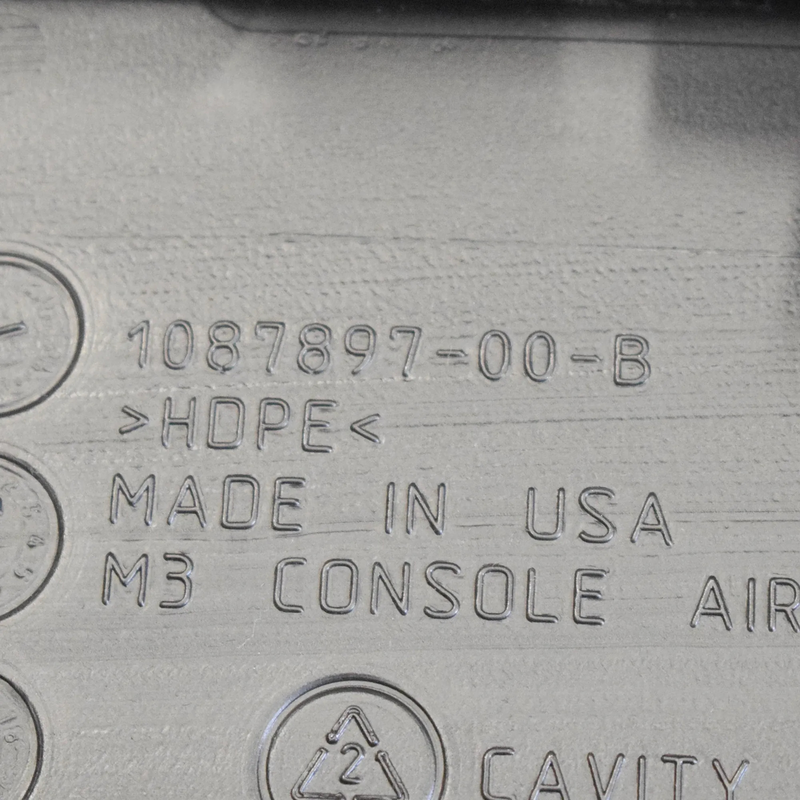 1087897-00-B
>HDPE<
MADE IN USA
M3 CONSOLE AIR
2
CAVITY